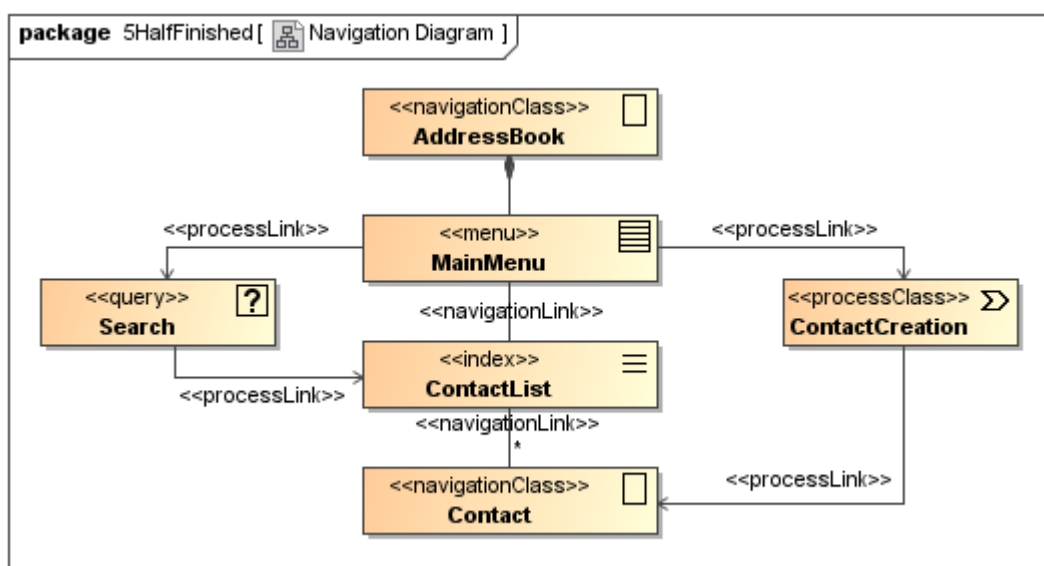 package 5HalfFinished[ Navigation Diagram ]
<<navigationClass>>
AddressBook
<<processLink>>
<<menu>>
MainMenu
<<processLink>>
<<query>>
?
Search
<<navigationLink>>
<<processClass>>
ContactCreation
<<processLink>>
<<index>>
ContactList
<<navigationLink>>
*
<<navigationClass>>
Contact
<<processLink>>